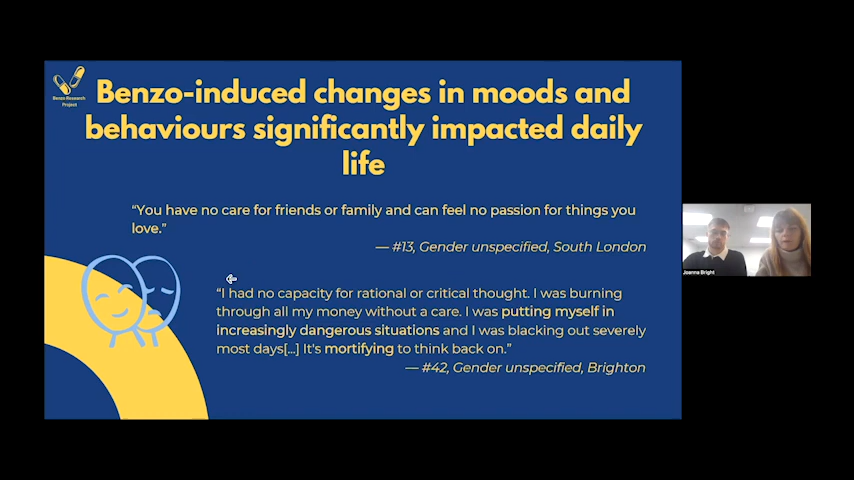 Benzo Research
Project
Benzo-induced changes in moods and
behaviours significantly impacted daily
life
“You have no care for friends or family and can feel no passion for things you
love.”
— #13, Gender unspecified, South London
“I had no capacity for rational or critical thought. I was burning
through all my money without a care. I was putting myself in
increasingly dangerous situations and I was blacking out severely
most days[...] It's mortifying to think back on.”
— #42, Gender unspecified, Brighton
Joanna Bright